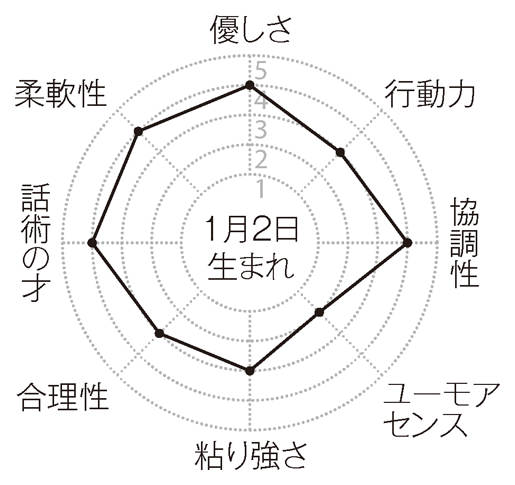 優しさ
行動力
協調性
ユーモア
センス
粘り強さ
合理性
話術の才
柔軟性
5
4
3
2
1
1月2日
生まれ